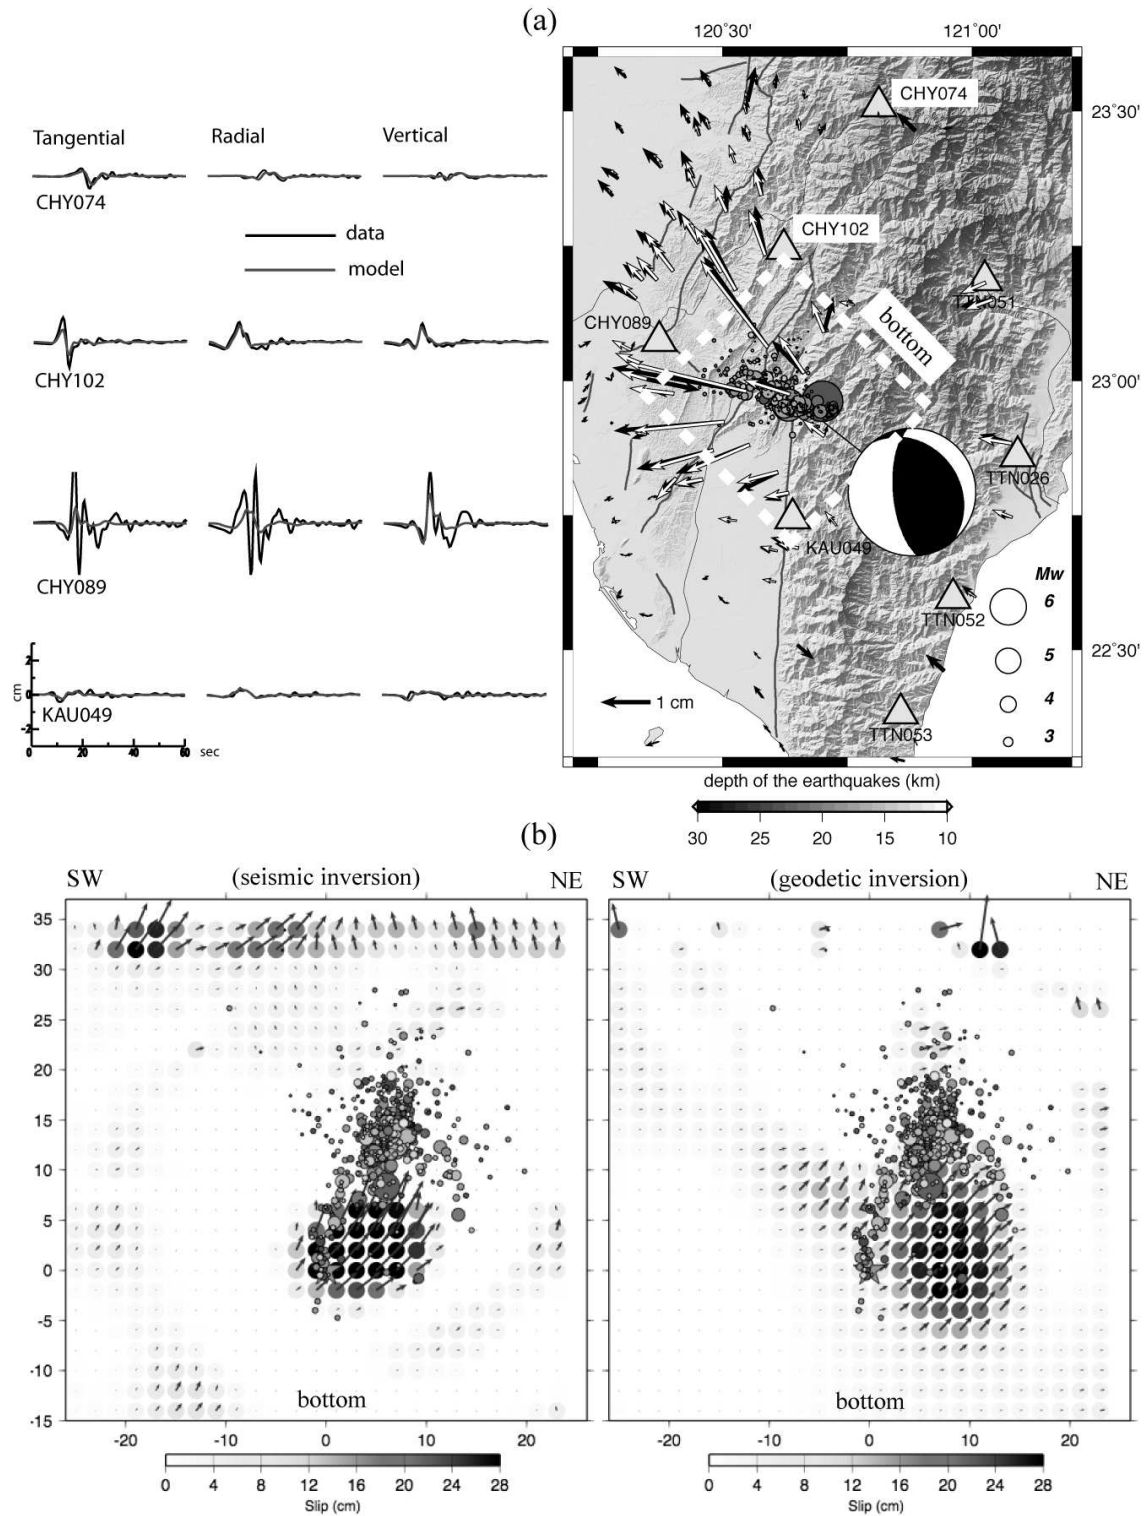 (a)
120˚30'
121˚00'
Tangential
Radial
Vertical
CHY074
data
model
CHY102
CHY089
2
cm
0
-2
KAU049
0
20
40
60
sec
CHY074
23˚30'
CHY102
TTN051
CHY089
bottom
23˚00'
TTN026
KAU049
Mw
6
TTN052
5
22˚30'
1 cm
4
TTN053
3
depth of the earthquakes (km)
30 25 20 15 10
(b)
SW
(seismic inversion)
NE
35
30
25
20
15
10
5
0
-5
-10
-15
bottom
-20 -10 0 10 20
0 4 8 12 16 20 24 28
Slip (cm)
SW
(geodetic inversion)
NE
bottom
-20 -10 0 10 20
0 4 8 12 16 20 24 28
Slip (cm)